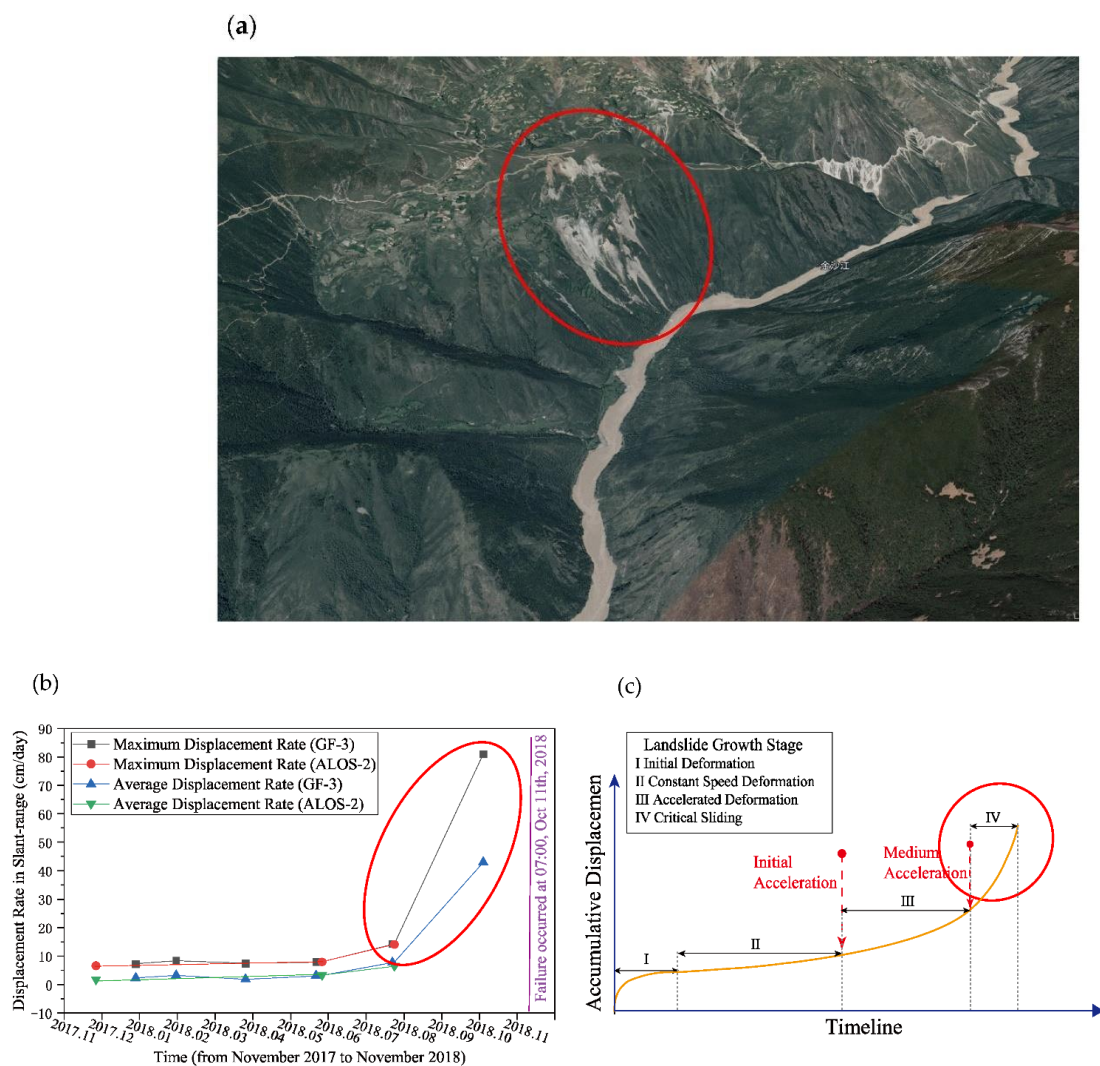 (a)
金沙江
L
(b)
Displacement Rate in Slant-range (cm/day)
90
80
70
60
50
40
30
20
10
0
−10
Maximum Displacement Rate (GF-3)
Maximum Displacement Rate (ALOS-2)
Average Displacement Rate (GF-3)
Average Displacement Rate (ALOS-2)
Failure occurred at 07:00, Oct 11th, 2018
2017.11
2017.12
2018.01
2018.02
2018.03
2018.04
2018.05
2018.06
2018.07
2018.08
2018.09
2018.10
2018.11
Time (from November 2017 to November 2018)
(c)
Landslide Growth Stage
I Initial Deformation
II Constant Speed Deformation
III Accelerated Deformation
IV Critical Sliding
Accumulative Displacemen
Initial
Acceleration
Medium
Acceleration
I
II
III
IV
Timeline